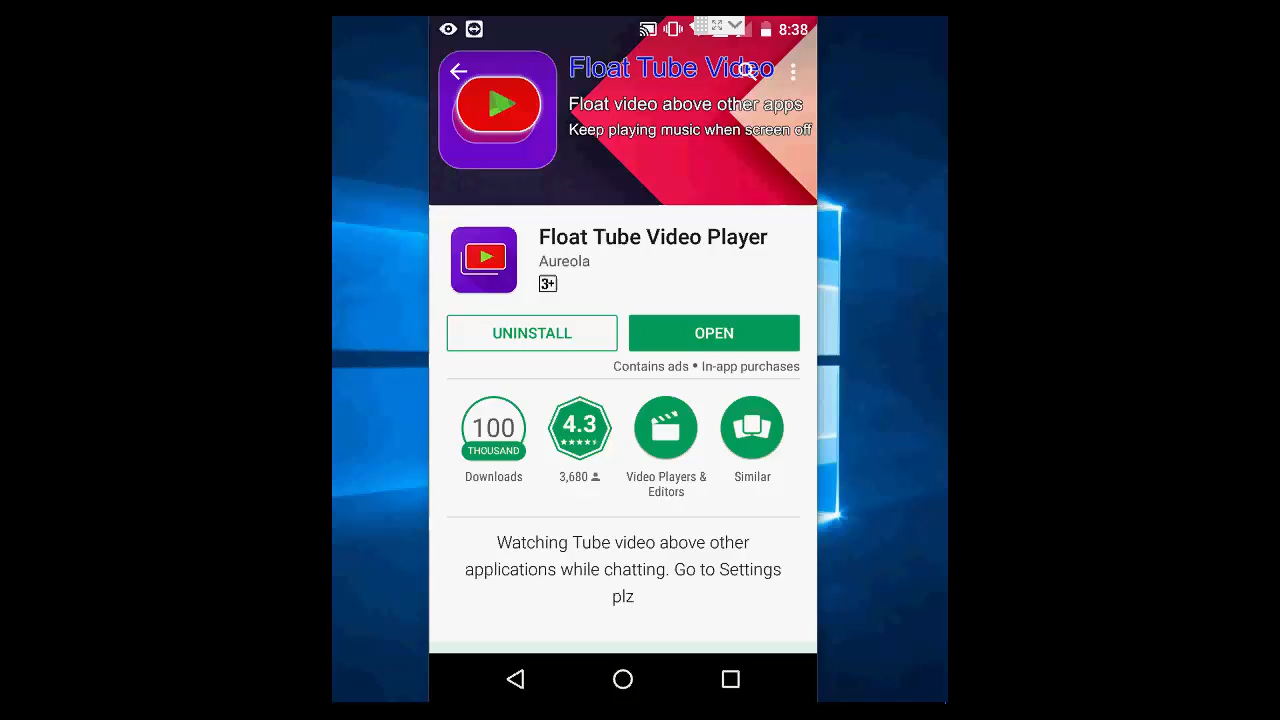 8:38
Float Tube Video
Float video above other apps
Keep playing music when screen off
Float Tube Video Player
Aureola
3+
UNINSTALL
OPEN
Contains ads • In-app purchases
100
THOUSAND
4.3
Downloads
3,680
Video Players &
Editors
Similar
Watching Tube video above other
applications while chatting. Go to Settings
plz